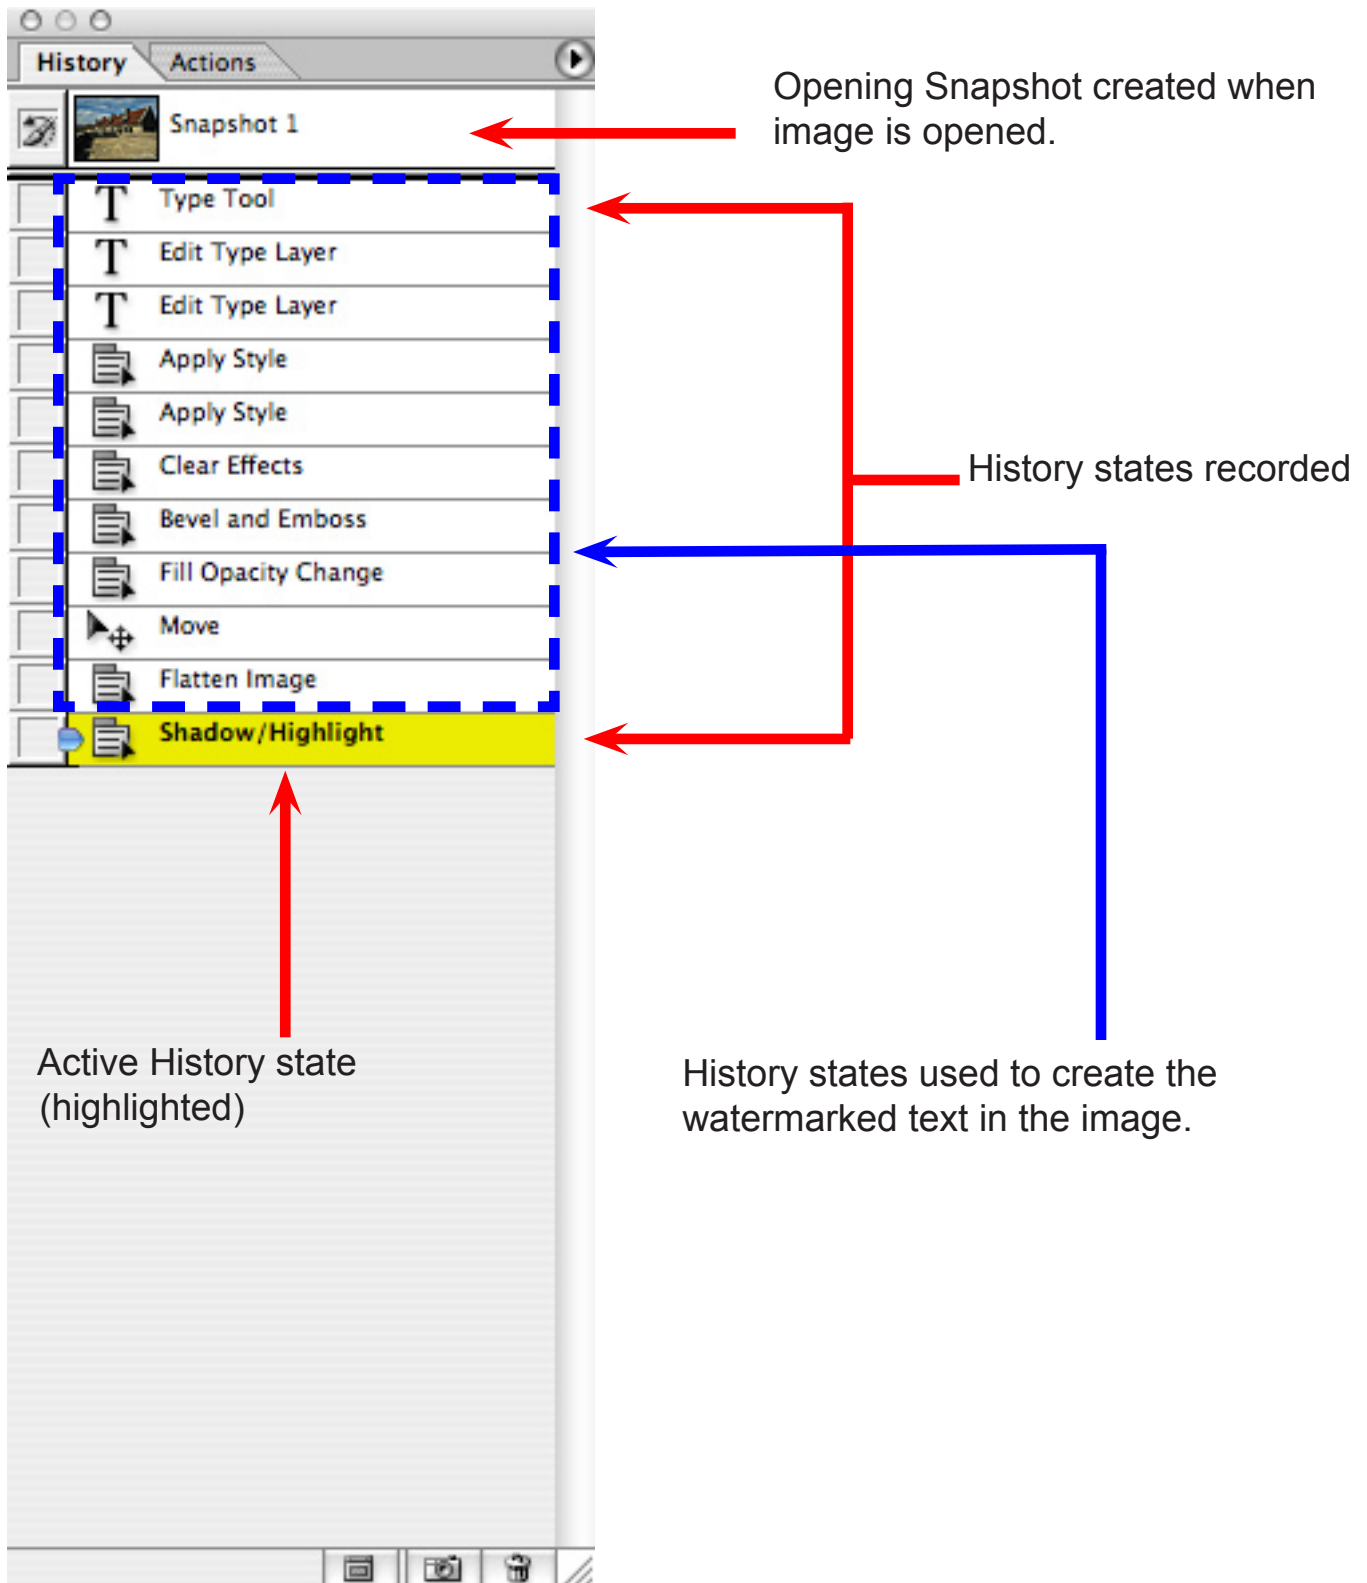 History Actions
Snapshot 1
Opening Snapshot created when
image is opened.
Type Tool
Edit Type Layer
Edit Type Layer
Apply Style
Apply Style
Clear Effects
History states recorded
Bevel and Emboss
Fill Opacity Change
Move
Flatten Image
Shadow/Highlight
Active History state
(highlighted)
History states used to create the
watermarked text in the image.